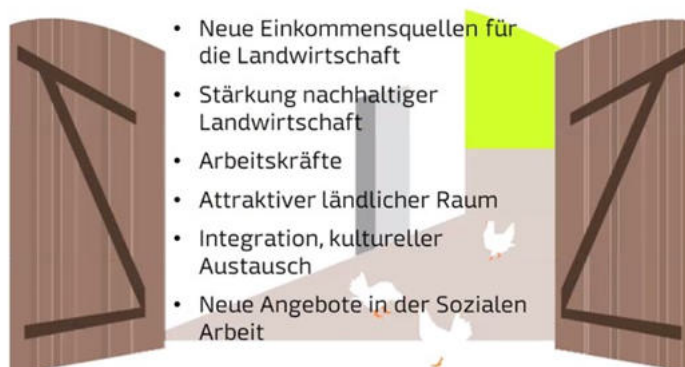 • Neue Einkommensquellen für
die Landwirtschaft
• Stärkung nachhaltiger
Landwirtschaft
• Arbeitskräfte
• Attraktiver ländlicher Raum
• Integration, kultureller
Austausch
• Neue Angebote in der Sozialen
Arbeit